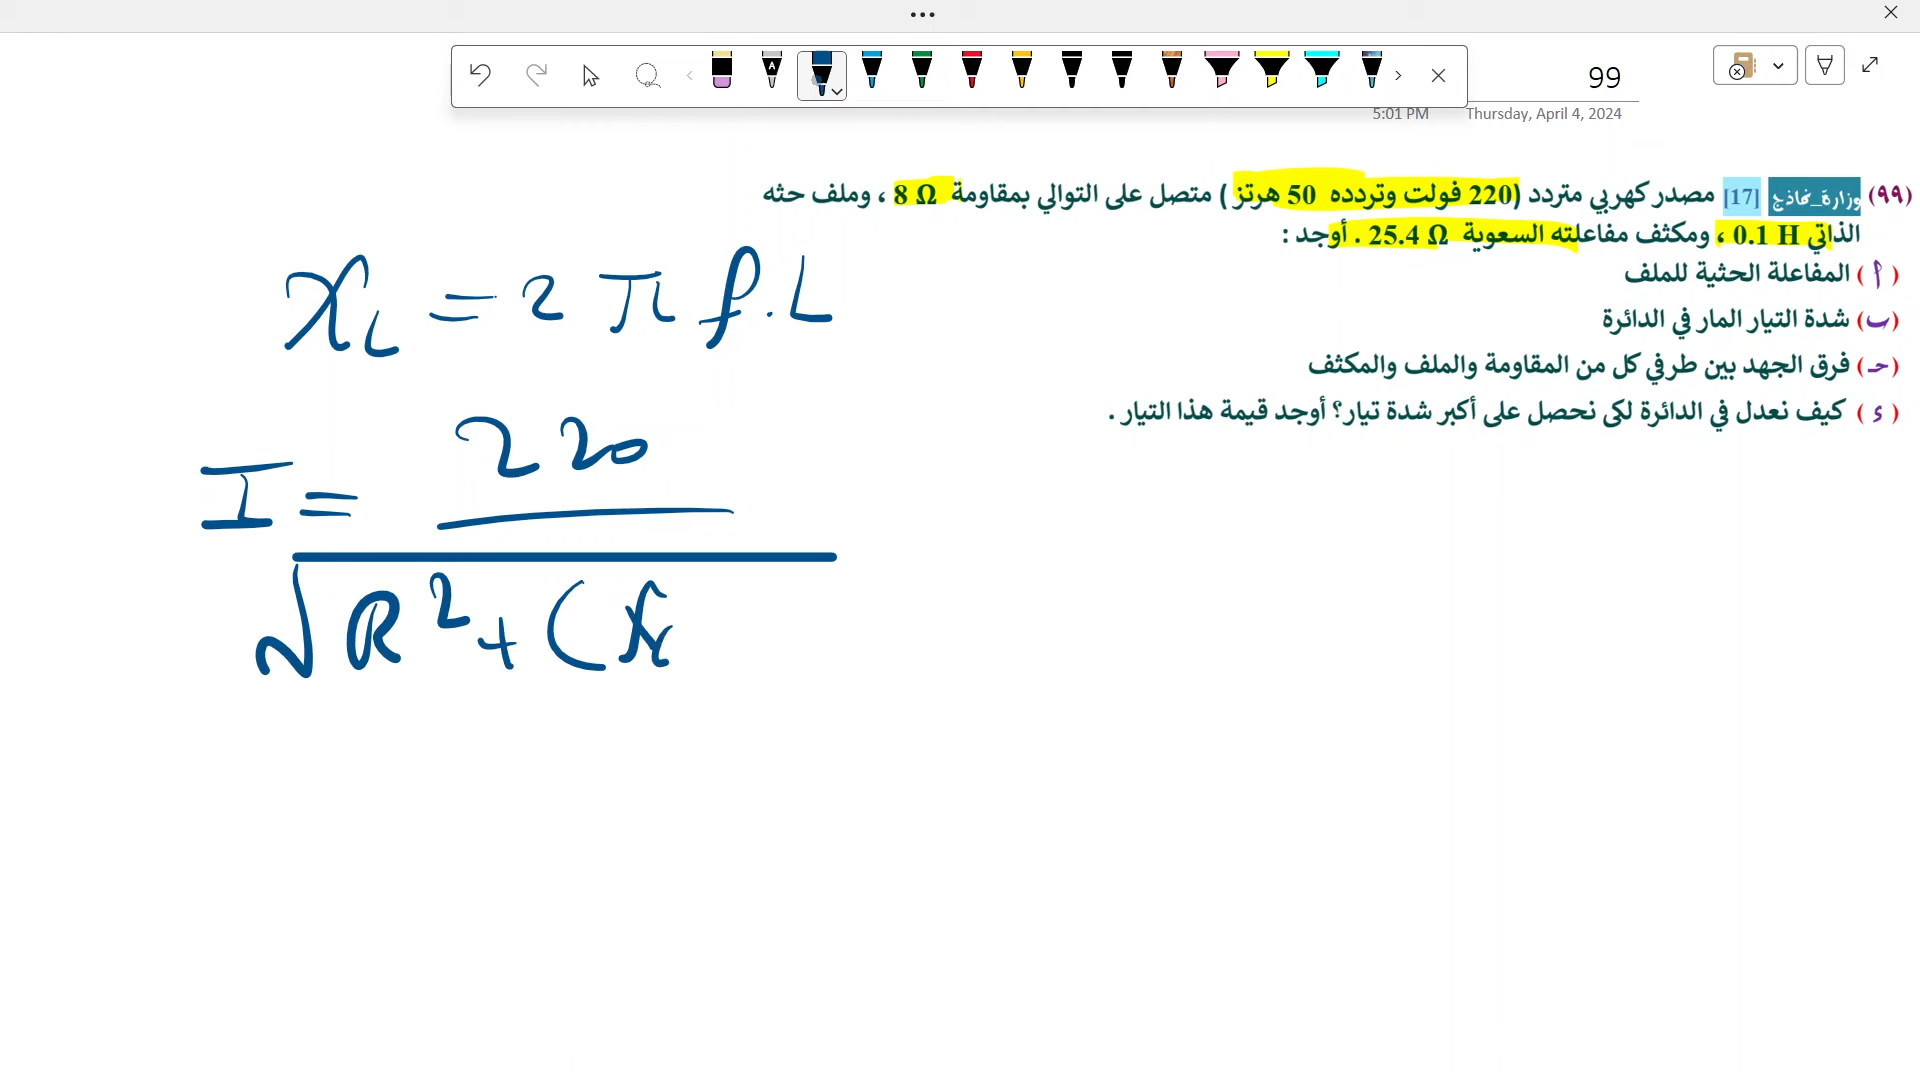 99
5:01 PM Thursday, April 4, 2024
(٩٩) وزارة_نماذج [17] مصدر كهربي متردد (220 فولت وتردده 50 هرتز ) متصل على التوالي بمقاومة 8 Ω ، وملف حثه
الذاتي 0.1 H ، ومكثف مفاعلته السعوية 25.4 Ω . أوجد :
(أ) المفاعلة الحثية للملف
(ب) شدة التيار المار في الدائرة
(حـ) فرق الجهد بين طرفي كل من المقاومة والملف والمكثف
(ء) كيف نعدل في الدائرة لكى نحصل على أكبر شدة تيار؟ أوجد قيمة هذا التيار .
X_L = 2 π f . L
220
I =
√R² + (X